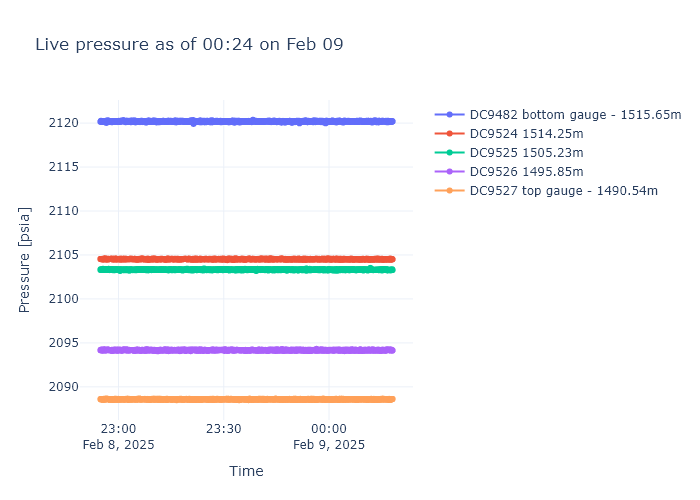 Live pressure as of 00:24 on Feb 09
DC9482 bottom gauge - 1515.65m
DC9524 1514.25m
DC9525 1505.23m
DC9526 1495.85m
DC9527 top gauge - 1490.54m
Pressure [psia]
2120
2115
2110
2105
2100
2095
2090
23:00
Feb 8, 2025
23:30
00:00
Feb 9, 2025
Time